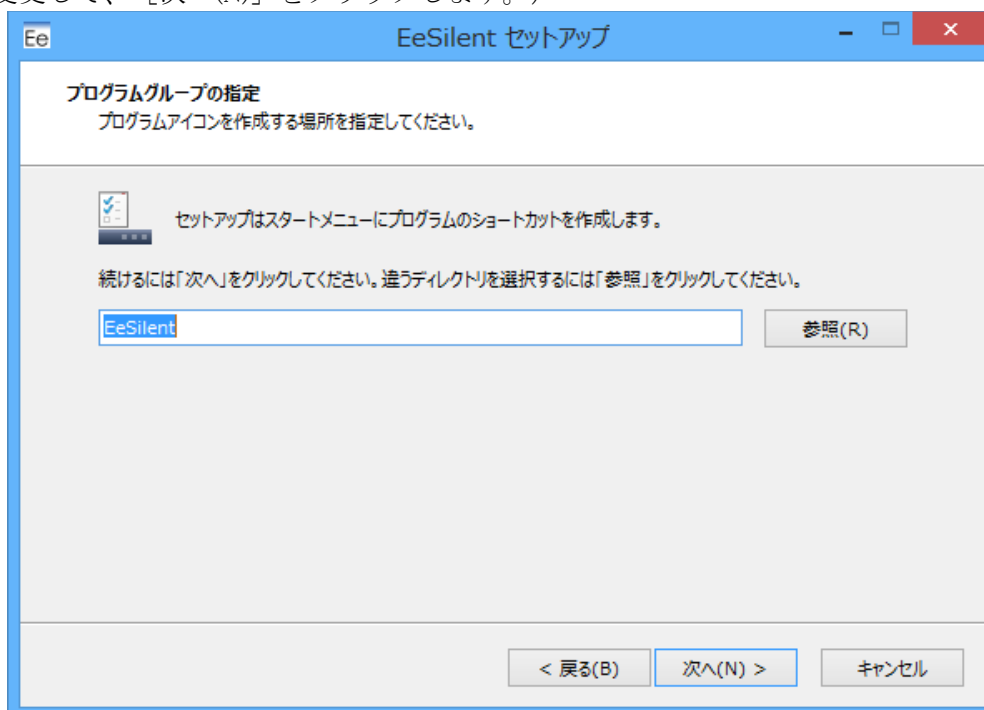 Ee
EeSilent セットアップ
プログラムグループの指定
プログラムアイコンを作成する場所を指定してください。
セットアップはスタートメニューにプログラムのショートカットを作成します。
続けるには「次へ」をクリックしてください。違うディレクトリを選択するには「参照」をクリックしてください。
EeSilent
参照(R)
< 戻る(B)
次へ(N) >
キャンセル